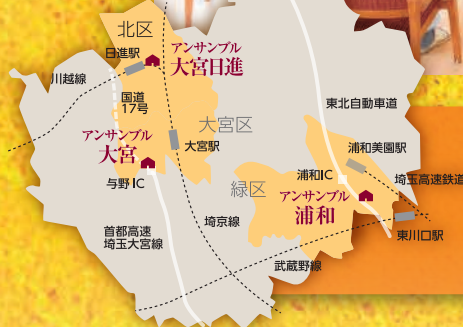 北区
日進駅
アンサンブル
大宮日進
川越線
国道
17号
東北自動車道
大宮区
アンサンブル
大宮
大宮駅
浦和美園駅
与野IC
緑区
浦和IC
埼玉高速鉄道
アンサンブル
浦和
首都高速
埼玉大宮線
埼京線
東川口駅
武蔵野線